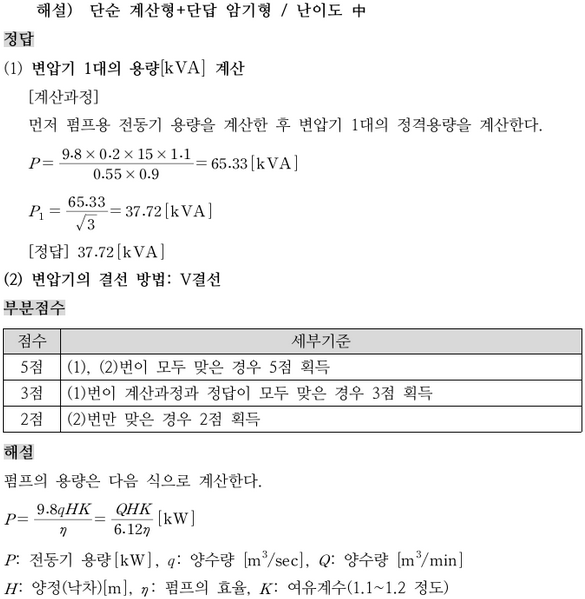 해설) 단순 계산형+단답 암기형 / 난이도 中
정답
(1) 변압기 1대의 용량[kVA] 계산
[계산과정]
먼저 펌프용 전동기 용량을 계산한 후 변압기 1대의 정격용량을 계산한다.
P = \frac{9.8 × 0.2 × 15 × 1.1}{0.55 × 0.9} = 65.33 [kVA]
P_1 = \frac{65.33}{\sqrt{3}} = 37.72 [kVA]
[정답] 37.72 [kVA]
(2) 변압기의 결선 방법: V결선
부분점수
점수 세부기준
5점 (1), (2)번이 모두 맞은 경우 5점 획득
3점 (1)번이 계산과정과 정답이 모두 맞은 경우 3점 획득
2점 (2)번만 맞은 경우 2점 획득
해설
펌프의 용량은 다음 식으로 계산한다.
P = \frac{9.8qHK}{η} = \frac{QHK}{6.12η} [kW]
P: 전동기 용량[kW], q: 양수량 [m³/sec], Q: 양수량 [m³/min]
H: 양정(낙차)[m], η: 펌프의 효율, K: 여유계수(1.1~1.2 정도)